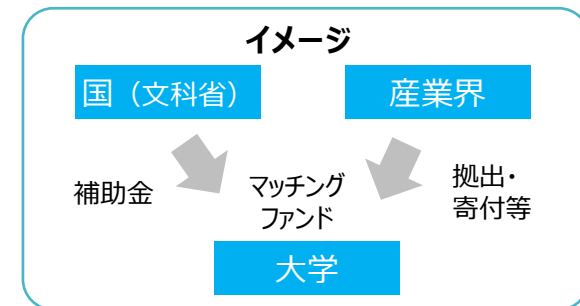 イメージ
国（文科省）
産業界
補助金
マッチング
ファンド
拠出・
寄付等
大学